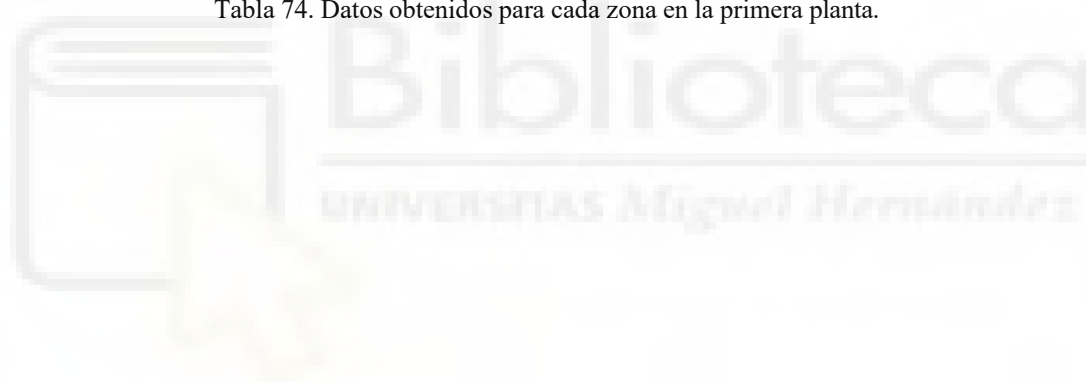 Tabla 74. Datos obtenidos para cada zona en la primera planta.
Biblioteca
UNIVERSITAS Miguel Hernández